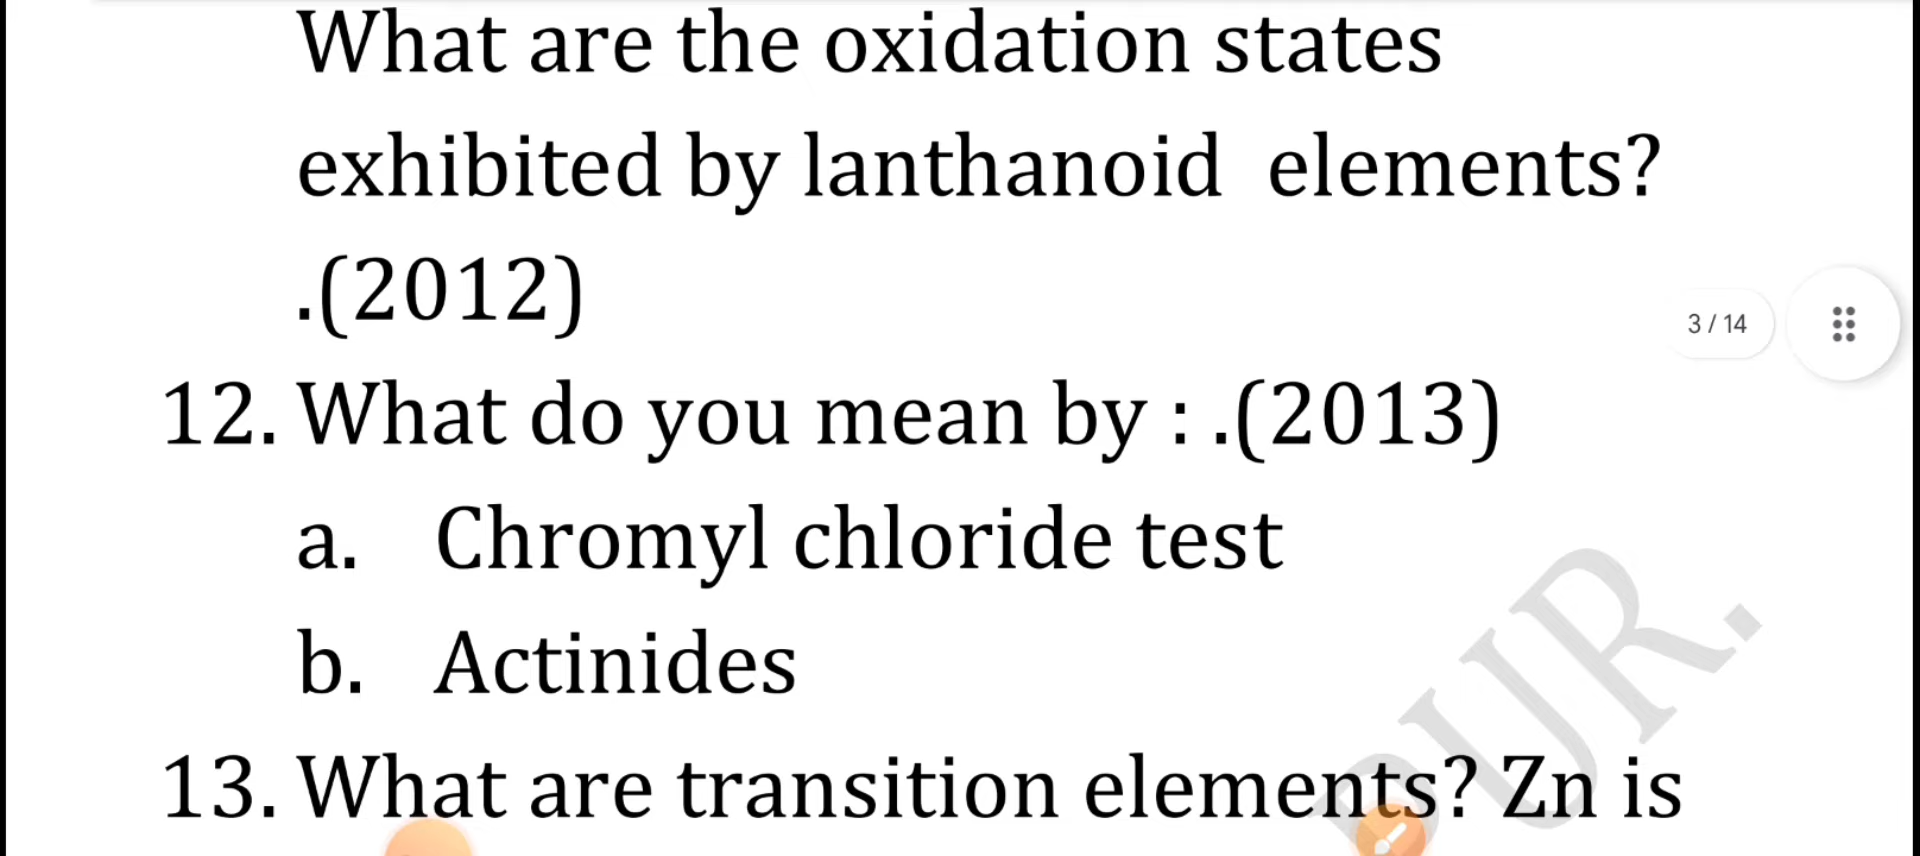 What are the oxidation states
exhibited by lanthanoid elements?
.(2012)
3 / 14
12. What do you mean by : .(2013)
a. Chromyl chloride test
b. Actinides
PUR.
13. What are transition elements? Zn is